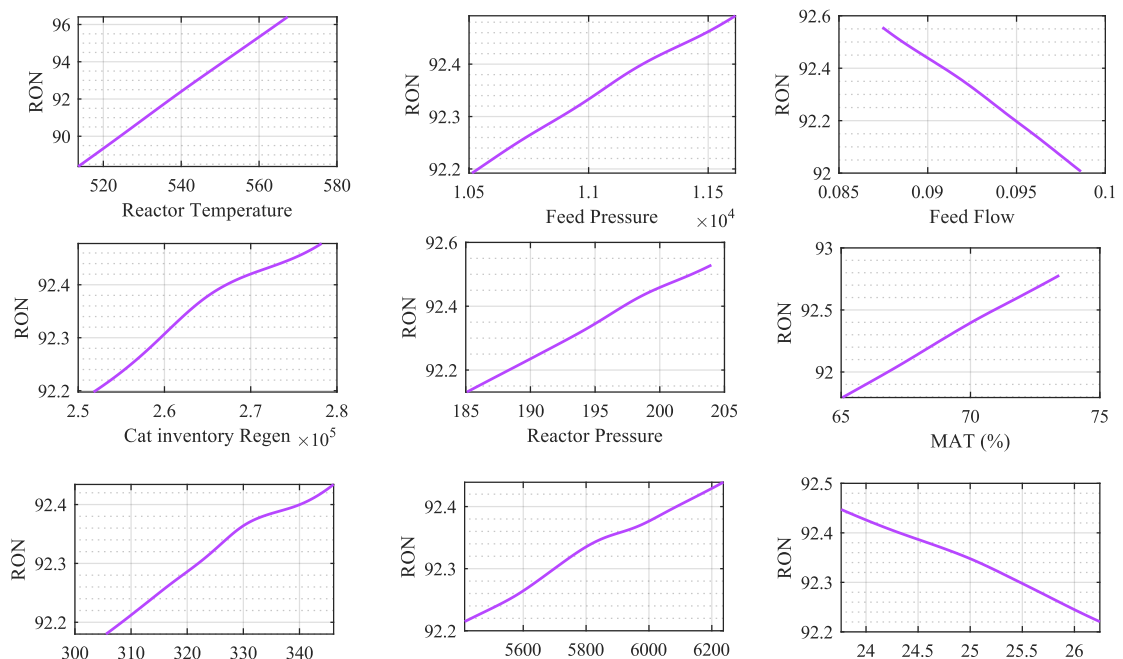 96
94
92
90
RON
520 540 560 580
Reactor Temperature
92.4
92.3
92.2
RON
1.05 1.1 1.15
Feed Pressure ×10⁴
92.6
92.4
92.2
92
RON
0.085 0.09 0.095 0.1
Feed Flow
92.4
92.3
92.2
RON
2.5 2.6 2.7 2.8
Cat inventory Regen ×10⁵
92.6
92.4
92.2
RON
185 190 195 200 205
Reactor Pressure
93
92.5
92
RON
65 70 75
MAT (%)
92.4
92.3
92.2
RON
300 310 320 330 340
92.4
92.3
92.2
RON
5600 5800 6000 6200
92.5
92.4
92.3
92.2
RON
24 24.5 25 25.5 26